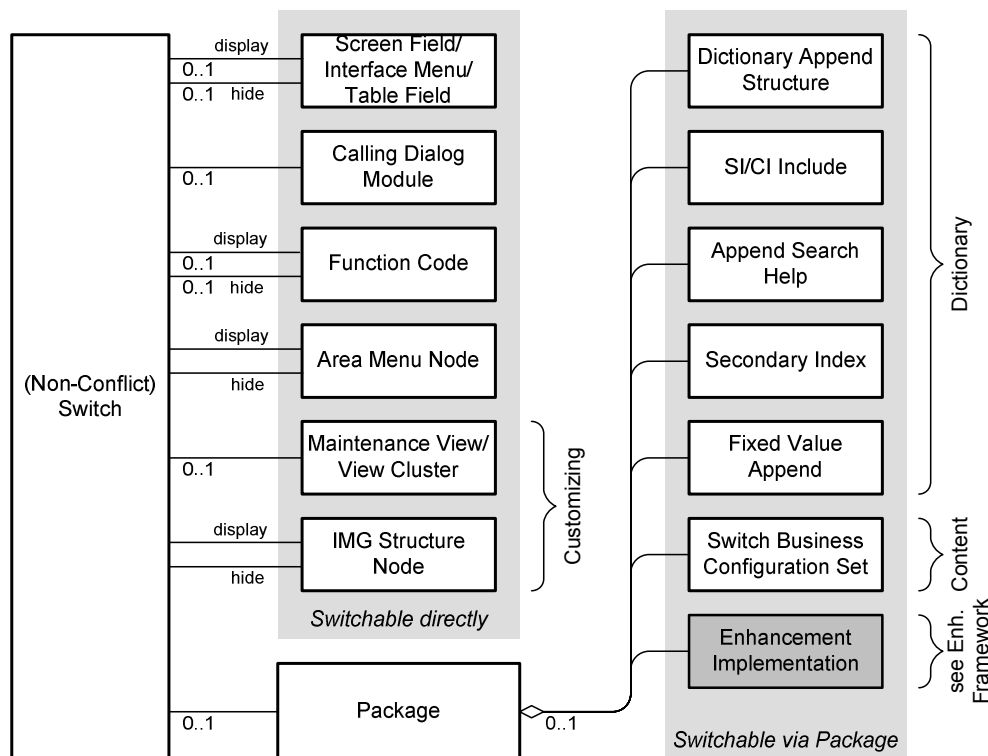 display
0..1
0..1
hide
Screen Field/
Interface Menu/
Table Field
0..1
Calling Dialog
Module
display
0..1
0..1
hide
Function Code
display
hide
Area Menu Node
(Non-Conflict)
Switch
0..1
Maintenance View/
View Cluster
display
hide
IMG Structure
Node
Customizing
Switchable directly
0..1
Package
0..1
Dictionary Append
Structure
SI/CI Include
Append Search
Help
Secondary Index
Fixed Value
Append
Dictionary
Switch Business
Configuration Set
Content
Enhancement
Implementation
see Enh.
Framework
Switchable via Package